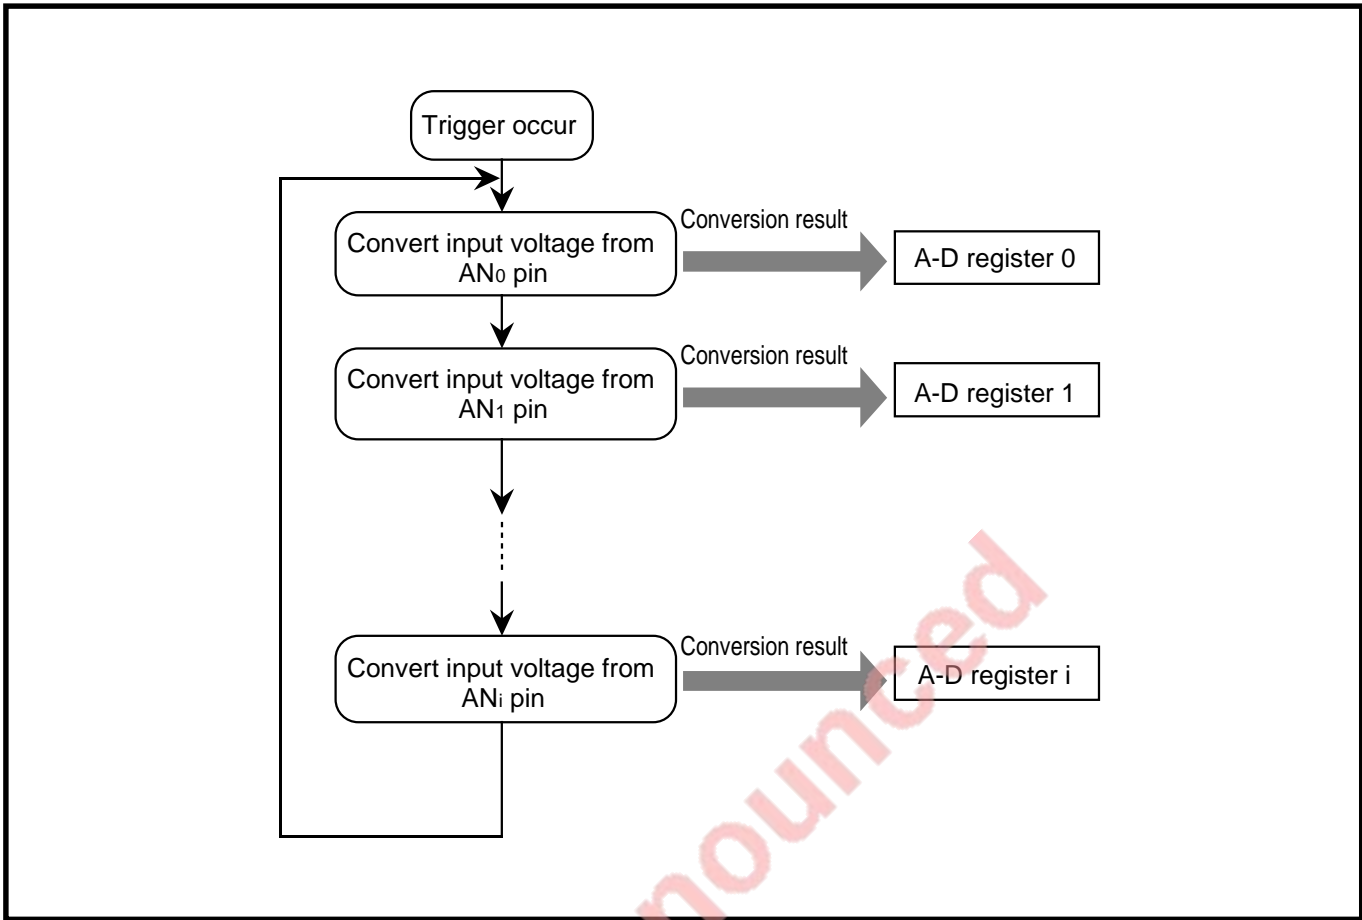 Trigger occur
Conversion result
Convert input voltage from
AN0 pin
A-D register 0
Conversion result
Convert input voltage from
AN1 pin
A-D register 1
Conversion result
Convert input voltage from
ANi pin
A-D register i
nounced